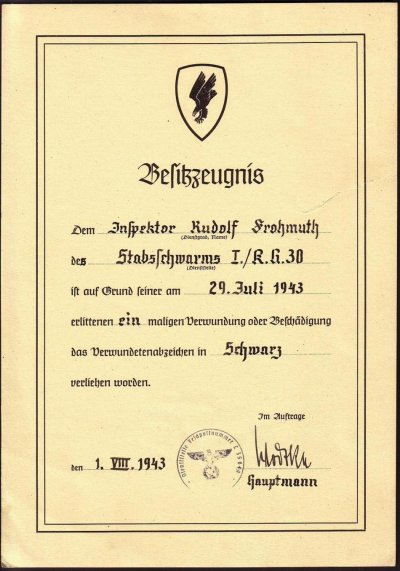 Besitzzeugnis
Dem Inspektor Rudolf Frohmuth
(Dienstgrad, Name)
des Stabsschwarms I./K.G.30
(Dienststelle)
ist auf Grund seiner am 29. Juli 1943
erlittenen ein maligen Verwundung oder Beschädigung
das Verwundetenabzeichen in Schwarz
verliehen worden.
Im Auftrage
den 1. VIII. 1943
Dienststelle Feldpostnummer
Hauptmann